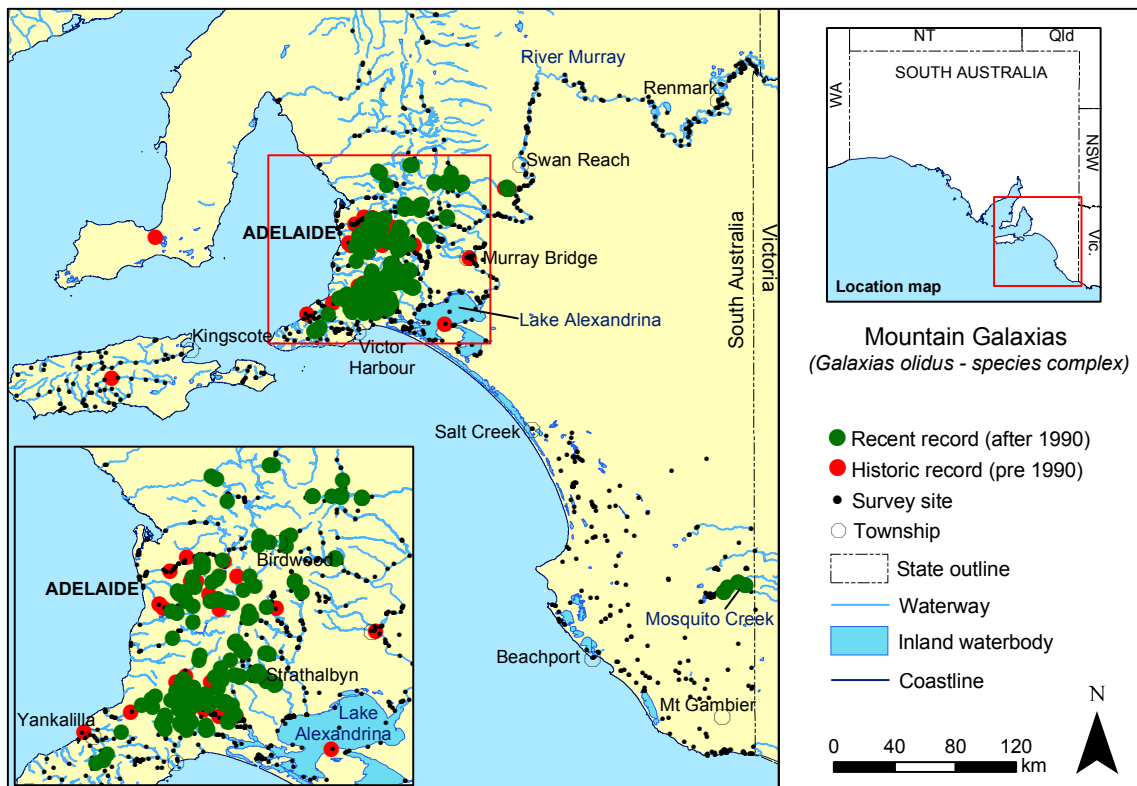 River Murray
Renmark
Swan Reach
ADELAIDE
Murray Bridge
South Australia
Victoria
Lake Alexandrina
Kingscote
Victor
Harbour
Salt Creek
Mosquito Creek
Beachport
Mt Gambier
Birdwood
ADELAIDE
Strathalbyn
Yankalilla
Lake
Alexandrina
NT
Qld
SOUTH AUSTRALIA
WA
NSW
Vic.
Location map
Mountain Galaxias
(Galaxias olidus - species complex)
Recent record (after 1990)
Historic record (pre 1990)
Survey site
Township
State outline
Waterway
Inland waterbody
Coastline
N
0 40 80 120
km